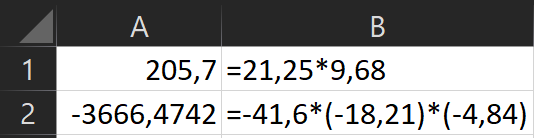 A B
1 205,7 =21,25*9,68
2 -3666,4742 =-41,6*(-18,21)*(-4,84)